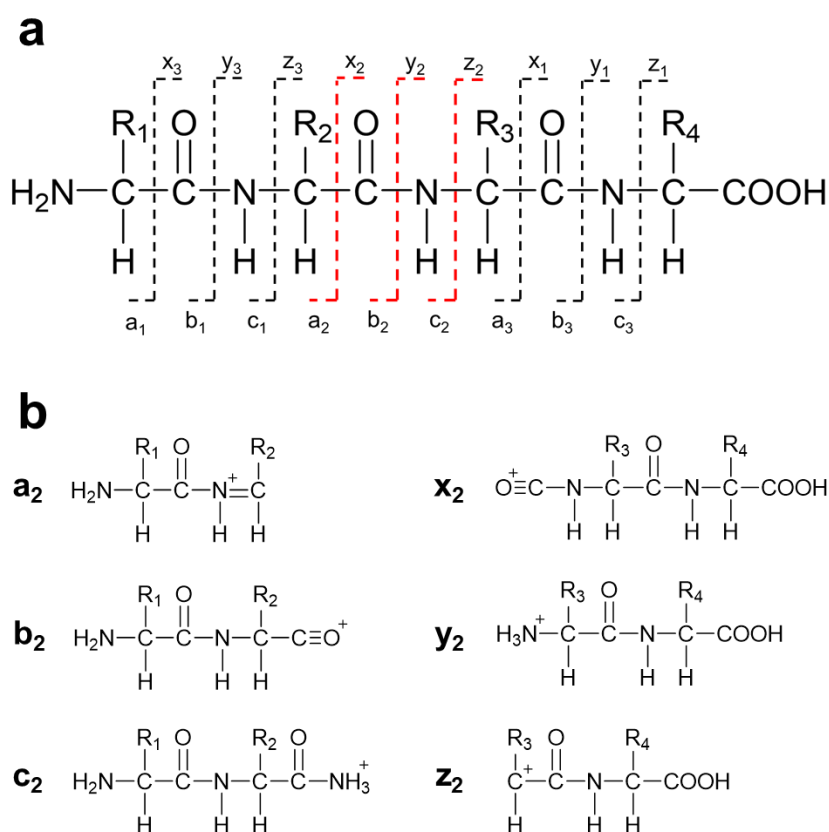 a
x₃ y₃ z₃ x₂ y₂ z₂ x₁ y₁ z₁
R₁ O R₂ O R₃ O R₄
H₂N C C N C C N C C N C COOH
H H H H H H H
a₁ b₁ c₁ a₂ b₂ c₂ a₃ b₃ c₃
b
R₁ O R₂
a₂ H₂N C C N⁺ C
H H H
R₃ O R₄
x₂ O⁺ C N C C N C COOH
H H H H
R₁ O R₂
b₂ H₂N C C N C C O⁺
H H H
R₃ O R₄
y₂ H₃N⁺ C C N C COOH
H H H
R₁ O R₂ O
c₂ H₂N C C N C C NH₃⁺
H H H
R₃ O R₄
z₂ C⁺ C N C COOH
H H H